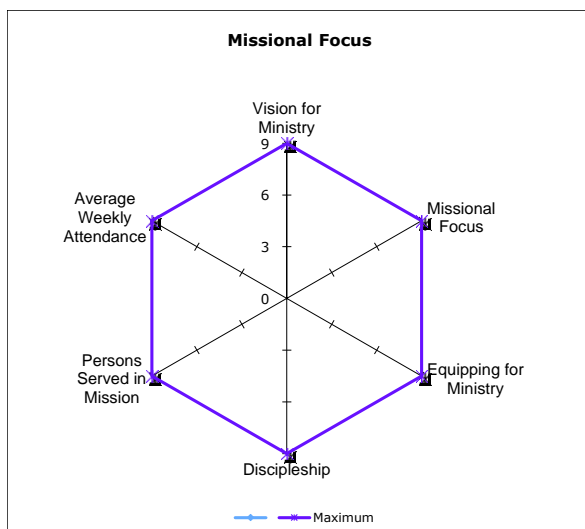 Missional Focus
Vision for
Ministry
9
6
3
0
Average
Weekly
Attendance
Missional
Focus
Persons
Served in
Mission
Equipping for
Ministry
Discipleship
Maximum